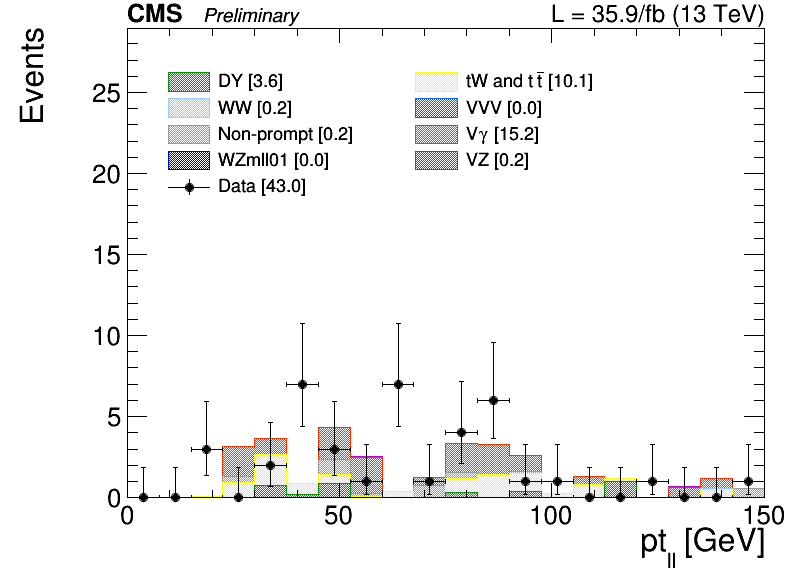 CMS Preliminary L = 35.9/fb (13 TeV)
Events
DY [3.6]
WW [0.2]
Non-prompt [0.2]
WZmll01 [0.0]
Data [43.0]
tW and t t̄ [10.1]
VVV [0.0]
Vγ [15.2]
VZ [0.2]
25
20
15
10
5
0
0 50 100 150
pt_ll [GeV]